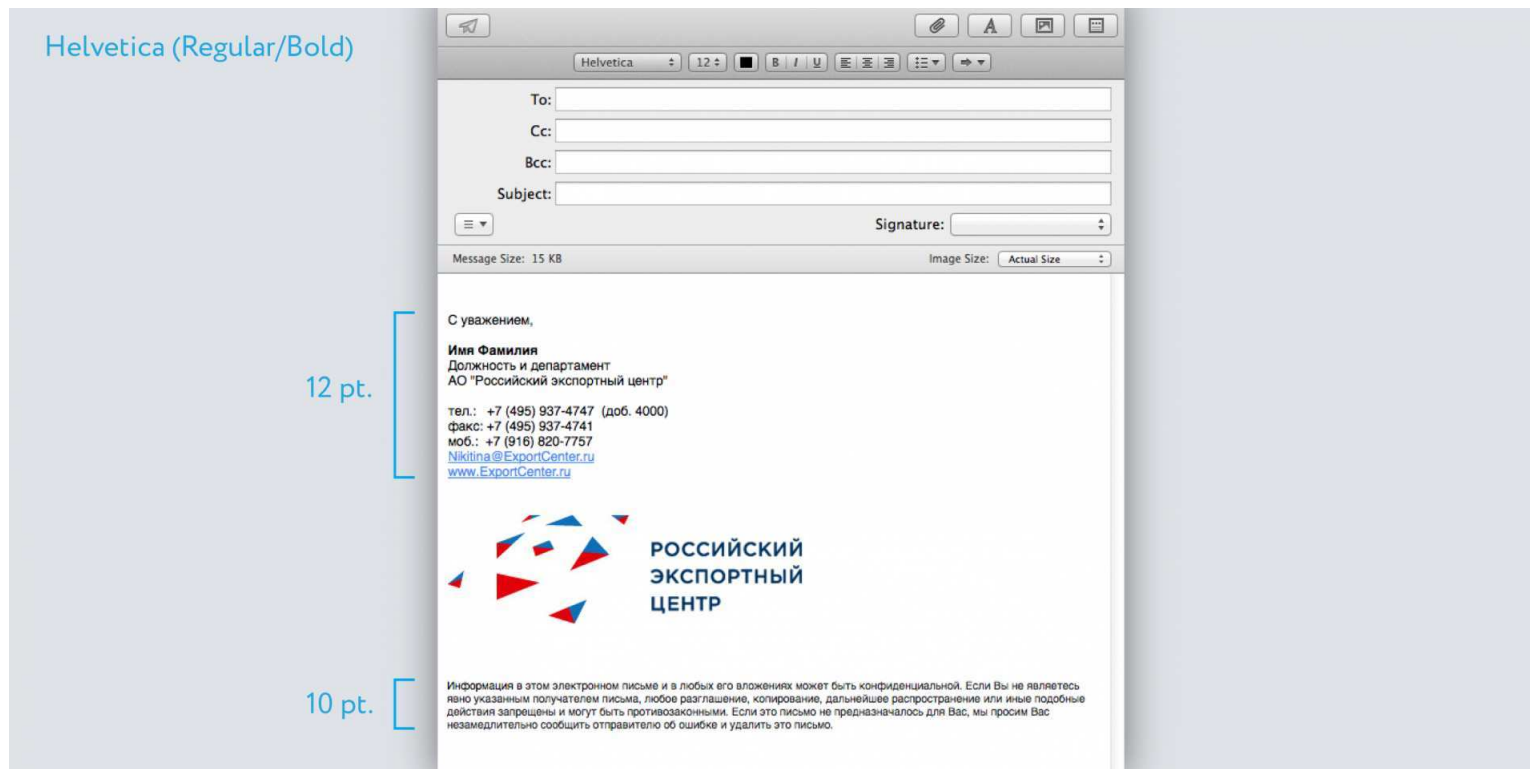 Helvetica (Regular/Bold)
Helvetica 12 B I U
To:
Cc:
Bcc:
Subject:
Signature:
Message Size: 15 KB Image Size: Actual Size
С уважением,
Имя Фамилия
Должность и департамент
АО "Российский экспортный центр"
12 pt.
тел.: +7 (495) 937-4747 (доб. 4000)
факс: +7 (495) 937-4741
моб.: +7 (916) 820-7757
Nikitina@ExportCenter.ru
www.ExportCenter.ru
РОССИЙСКИЙ
ЭКСПОРТНЫЙ
ЦЕНТР
10 pt.
Информация в этом электронном письме и в любых его вложениях может быть конфиденциальной. Если Вы не являетесь
явно указанным получателем письма, любое разглашение, копирование, дальнейшее распространение или иные подобные
действия запрещены и могут быть противозаконными. Если это письмо не предназначалось для Вас, мы просим Вас
незамедлительно сообщить отправителю об ошибке и удалить это письмо.